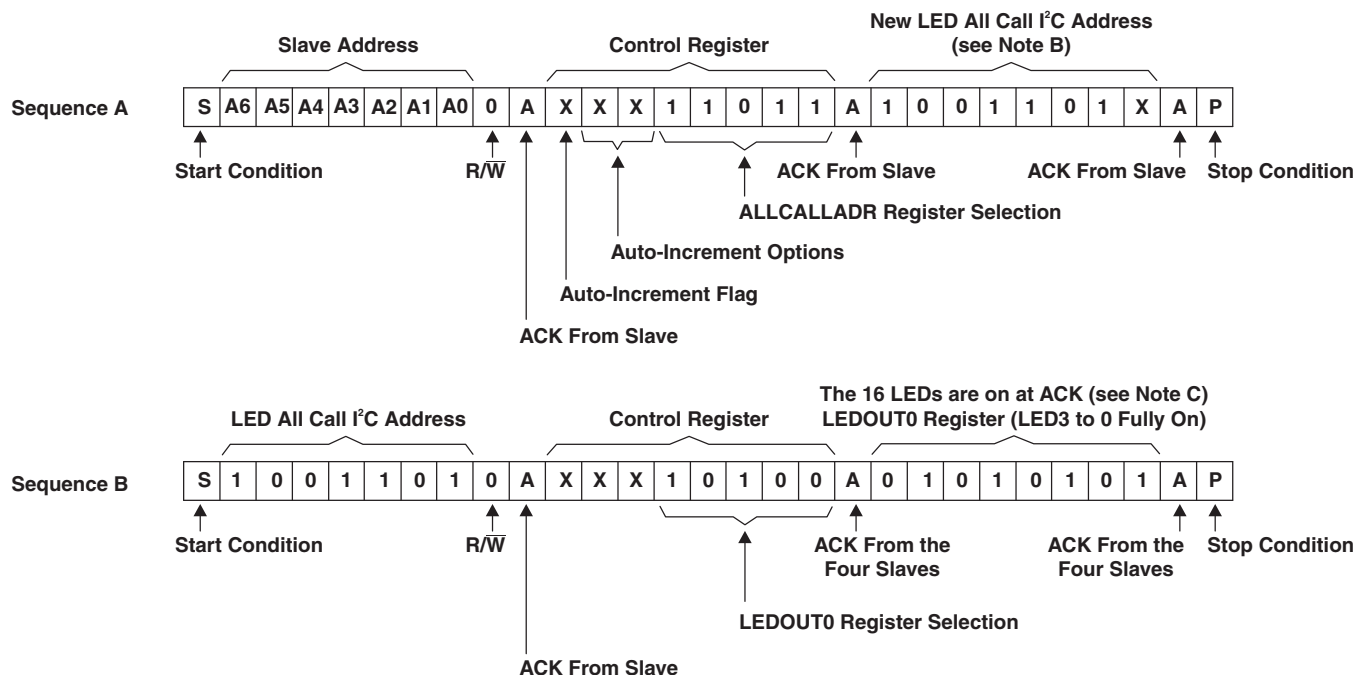 New LED All Call I²C Address
Slave Address Control Register (see Note B)
Sequence A S A6 A5 A4 A3 A2 A1 A0 0 A X X X 1 1 0 1 1 A 1 0 0 1 1 0 1 X A P
Start Condition R/W̅ ACK From Slave ACK From Slave Stop Condition
ALLCALLADR Register Selection
Auto-Increment Options
Auto-Increment Flag
ACK From Slave
The 16 LEDs are on at ACK (see Note C)
LED All Call I²C Address Control Register LEDOUT0 Register (LED3 to 0 Fully On)
Sequence B S 1 0 0 1 1 0 1 0 A X X X 1 0 1 0 0 A 0 1 0 1 0 1 0 1 A P
Start Condition R/W̅ ACK From the ACK From the Stop Condition
Four Slaves Four Slaves
LEDOUT0 Register Selection
ACK From Slave